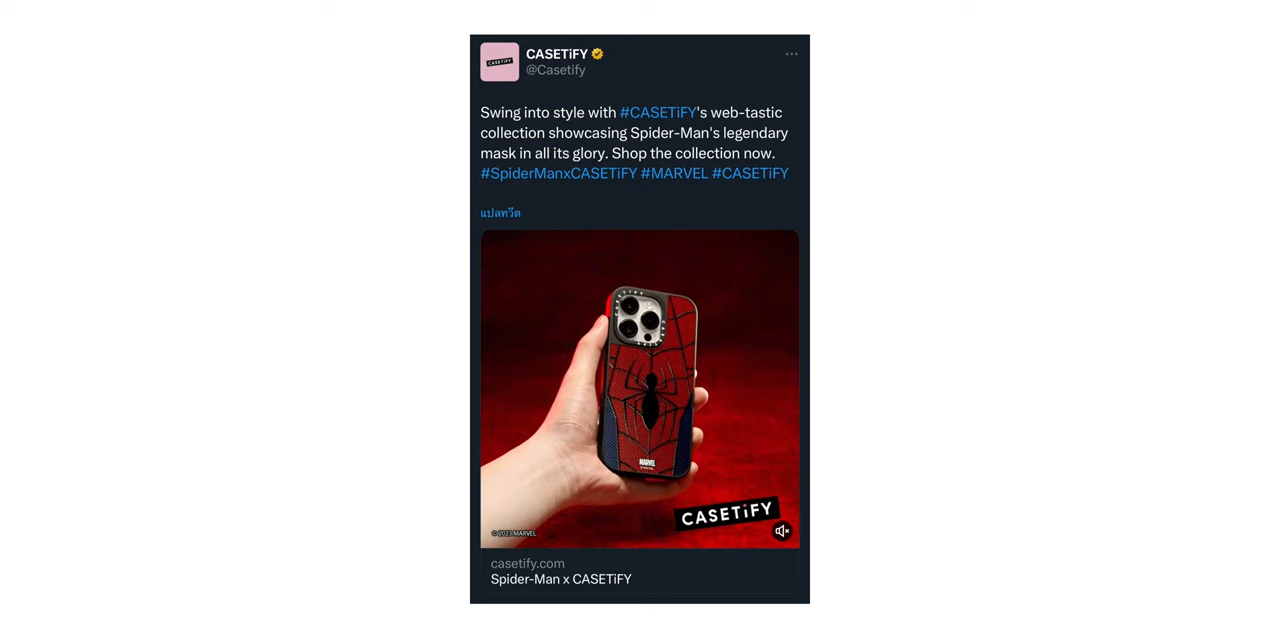 CASETiFY
CASETiFY
@Casetify
Swing into style with #CASETiFY's web-tastic
collection showcasing Spider-Man's legendary
mask in all its glory. Shop the collection now.
#SpiderManxCASETiFY #MARVEL #CASETiFY
แปลทวีต
CASETIFY
MARVEL
CASETiFY
© 2023 MARVEL
casetify.com
Spider-Man x CASETiFY